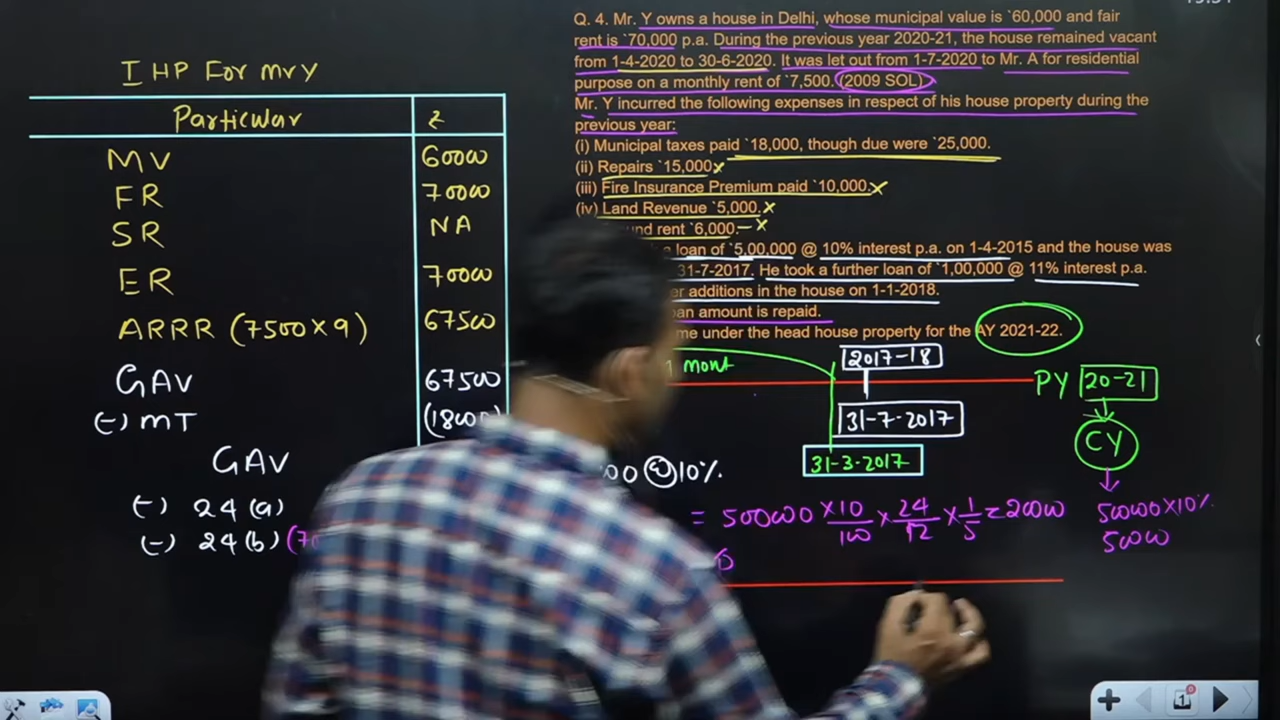 I HP For Mr Y
Particular ₹
MV 60000
FR 70000
SR NA
ER 70000
ARRR (7500×9) 67500
GAV 67500
(-) MT (18000)
GAV
(-) 24(a)
(-) 24(b)
Q. 4. Mr. Y owns a house in Delhi, whose municipal value is `60,000 and fair
rent is `70,000 p.a. During the previous year 2020-21, the house remained vacant
from 1-4-2020 to 30-6-2020. It was let out from 1-7-2020 to Mr. A for residential
purpose on a monthly rent of `7,500. (2009 SOL)
Mr. Y incurred the following expenses in respect of his house property during the
previous year:
(i) Municipal taxes paid `18,000, though due were `25,000.
(ii) Repairs `15,000 x
(iii) Fire Insurance Premium paid `10,000. x
(iv) Land Revenue `5,000. x
und rent `6,000. – x
loan of `5,00,000 @ 10% interest p.a. on 1-4-2015 and the house was
31-7-2017. He took a further loan of `1,00,000 @ 11% interest p.a.
additions in the house on 1-1-2018.
an amount is repaid.
me under the head house property for the AY 2021-22.
mont
2017-18
PY 20-21
31-7-2017
CY
31-3-2017
00 @ 10%
= 500000 × 10/100 × 24/12 × 1/5 = 20000
50000×10%
50000